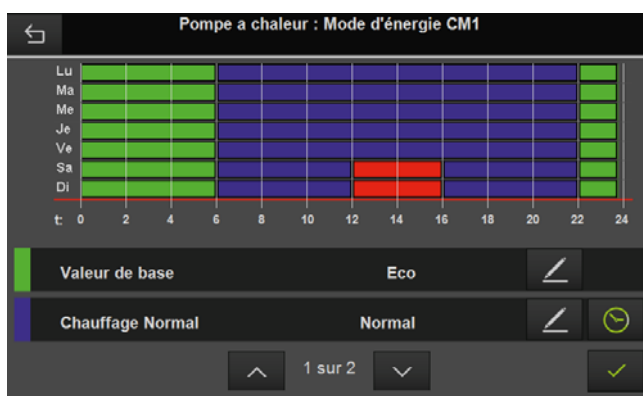 Pompe a chaleur : Mode d'énergie CM1
Lu
Ma
Me
Je
Ve
Sa
Di
t: 0 2 4 6 8 10 12 14 16 18 20 22 24
Valeur de base Eco
Chauffage Normal Normal
1 sur 2